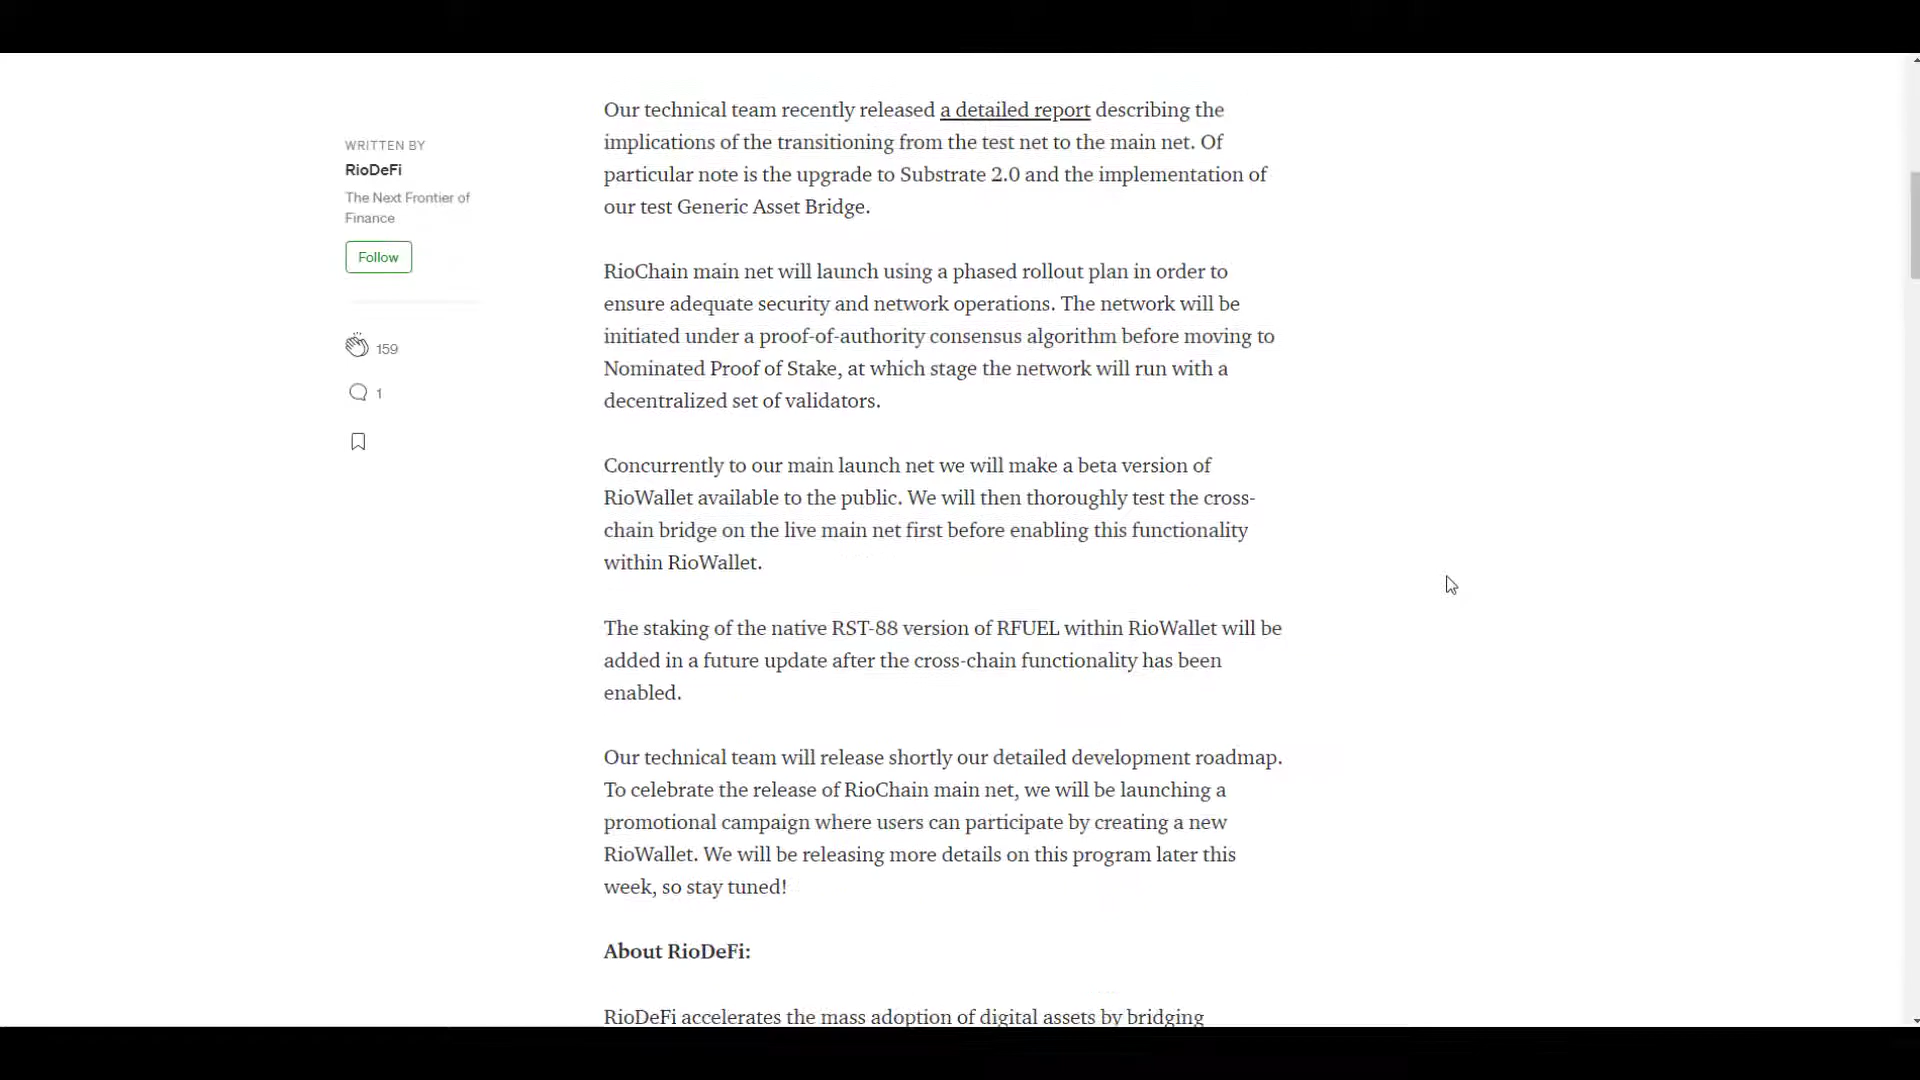 WRITTEN BY
RioDeFi
The Next Frontier of
Finance
Follow
159
1
Our technical team recently released a detailed report describing the
implications of the transitioning from the test net to the main net. Of
particular note is the upgrade to Substrate 2.0 and the implementation of
our test Generic Asset Bridge.
RioChain main net will launch using a phased rollout plan in order to
ensure adequate security and network operations. The network will be
initiated under a proof-of-authority consensus algorithm before moving to
Nominated Proof of Stake, at which stage the network will run with a
decentralized set of validators.
Concurrently to our main launch net we will make a beta version of
RioWallet available to the public. We will then thoroughly test the cross-
chain bridge on the live main net first before enabling this functionality
within RioWallet.
The staking of the native RST-88 version of RFUEL within RioWallet will be
added in a future update after the cross-chain functionality has been
enabled.
Our technical team will release shortly our detailed development roadmap.
To celebrate the release of RioChain main net, we will be launching a
promotional campaign where users can participate by creating a new
RioWallet. We will be releasing more details on this program later this
week, so stay tuned!
About RioDeFi:
RioDeFi accelerates the mass adoption of digital assets by bridging